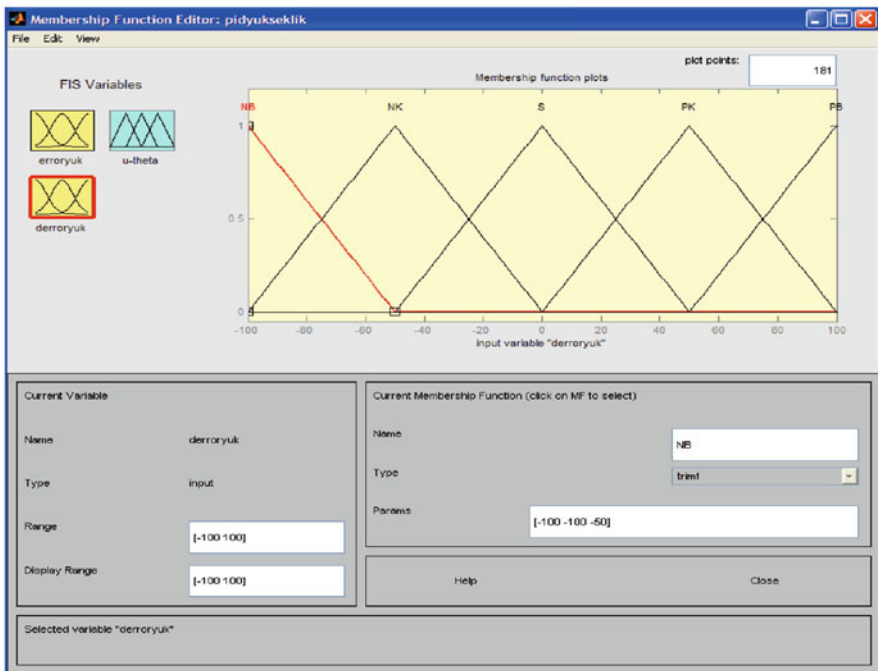 Membership Function Editor: pidyukseklik
File Edit View
FIS Variables
plot points: 181
Membership function plots
erroryuk u-theta
derroryuk
NB NK S PK PB
1
0.5
0
-100 -80 -60 -40 -20 0 20 40 60 80 100
input variable "derroryuk"
Current Variable
Name derroryuk
Type input
Range [-100 100]
Display Range [-100 100]
Current Membership Function (click on MF to select)
Name NB
Type trimf
Params [-100 -100 -50]
Help Close
Selected variable "derroryuk"